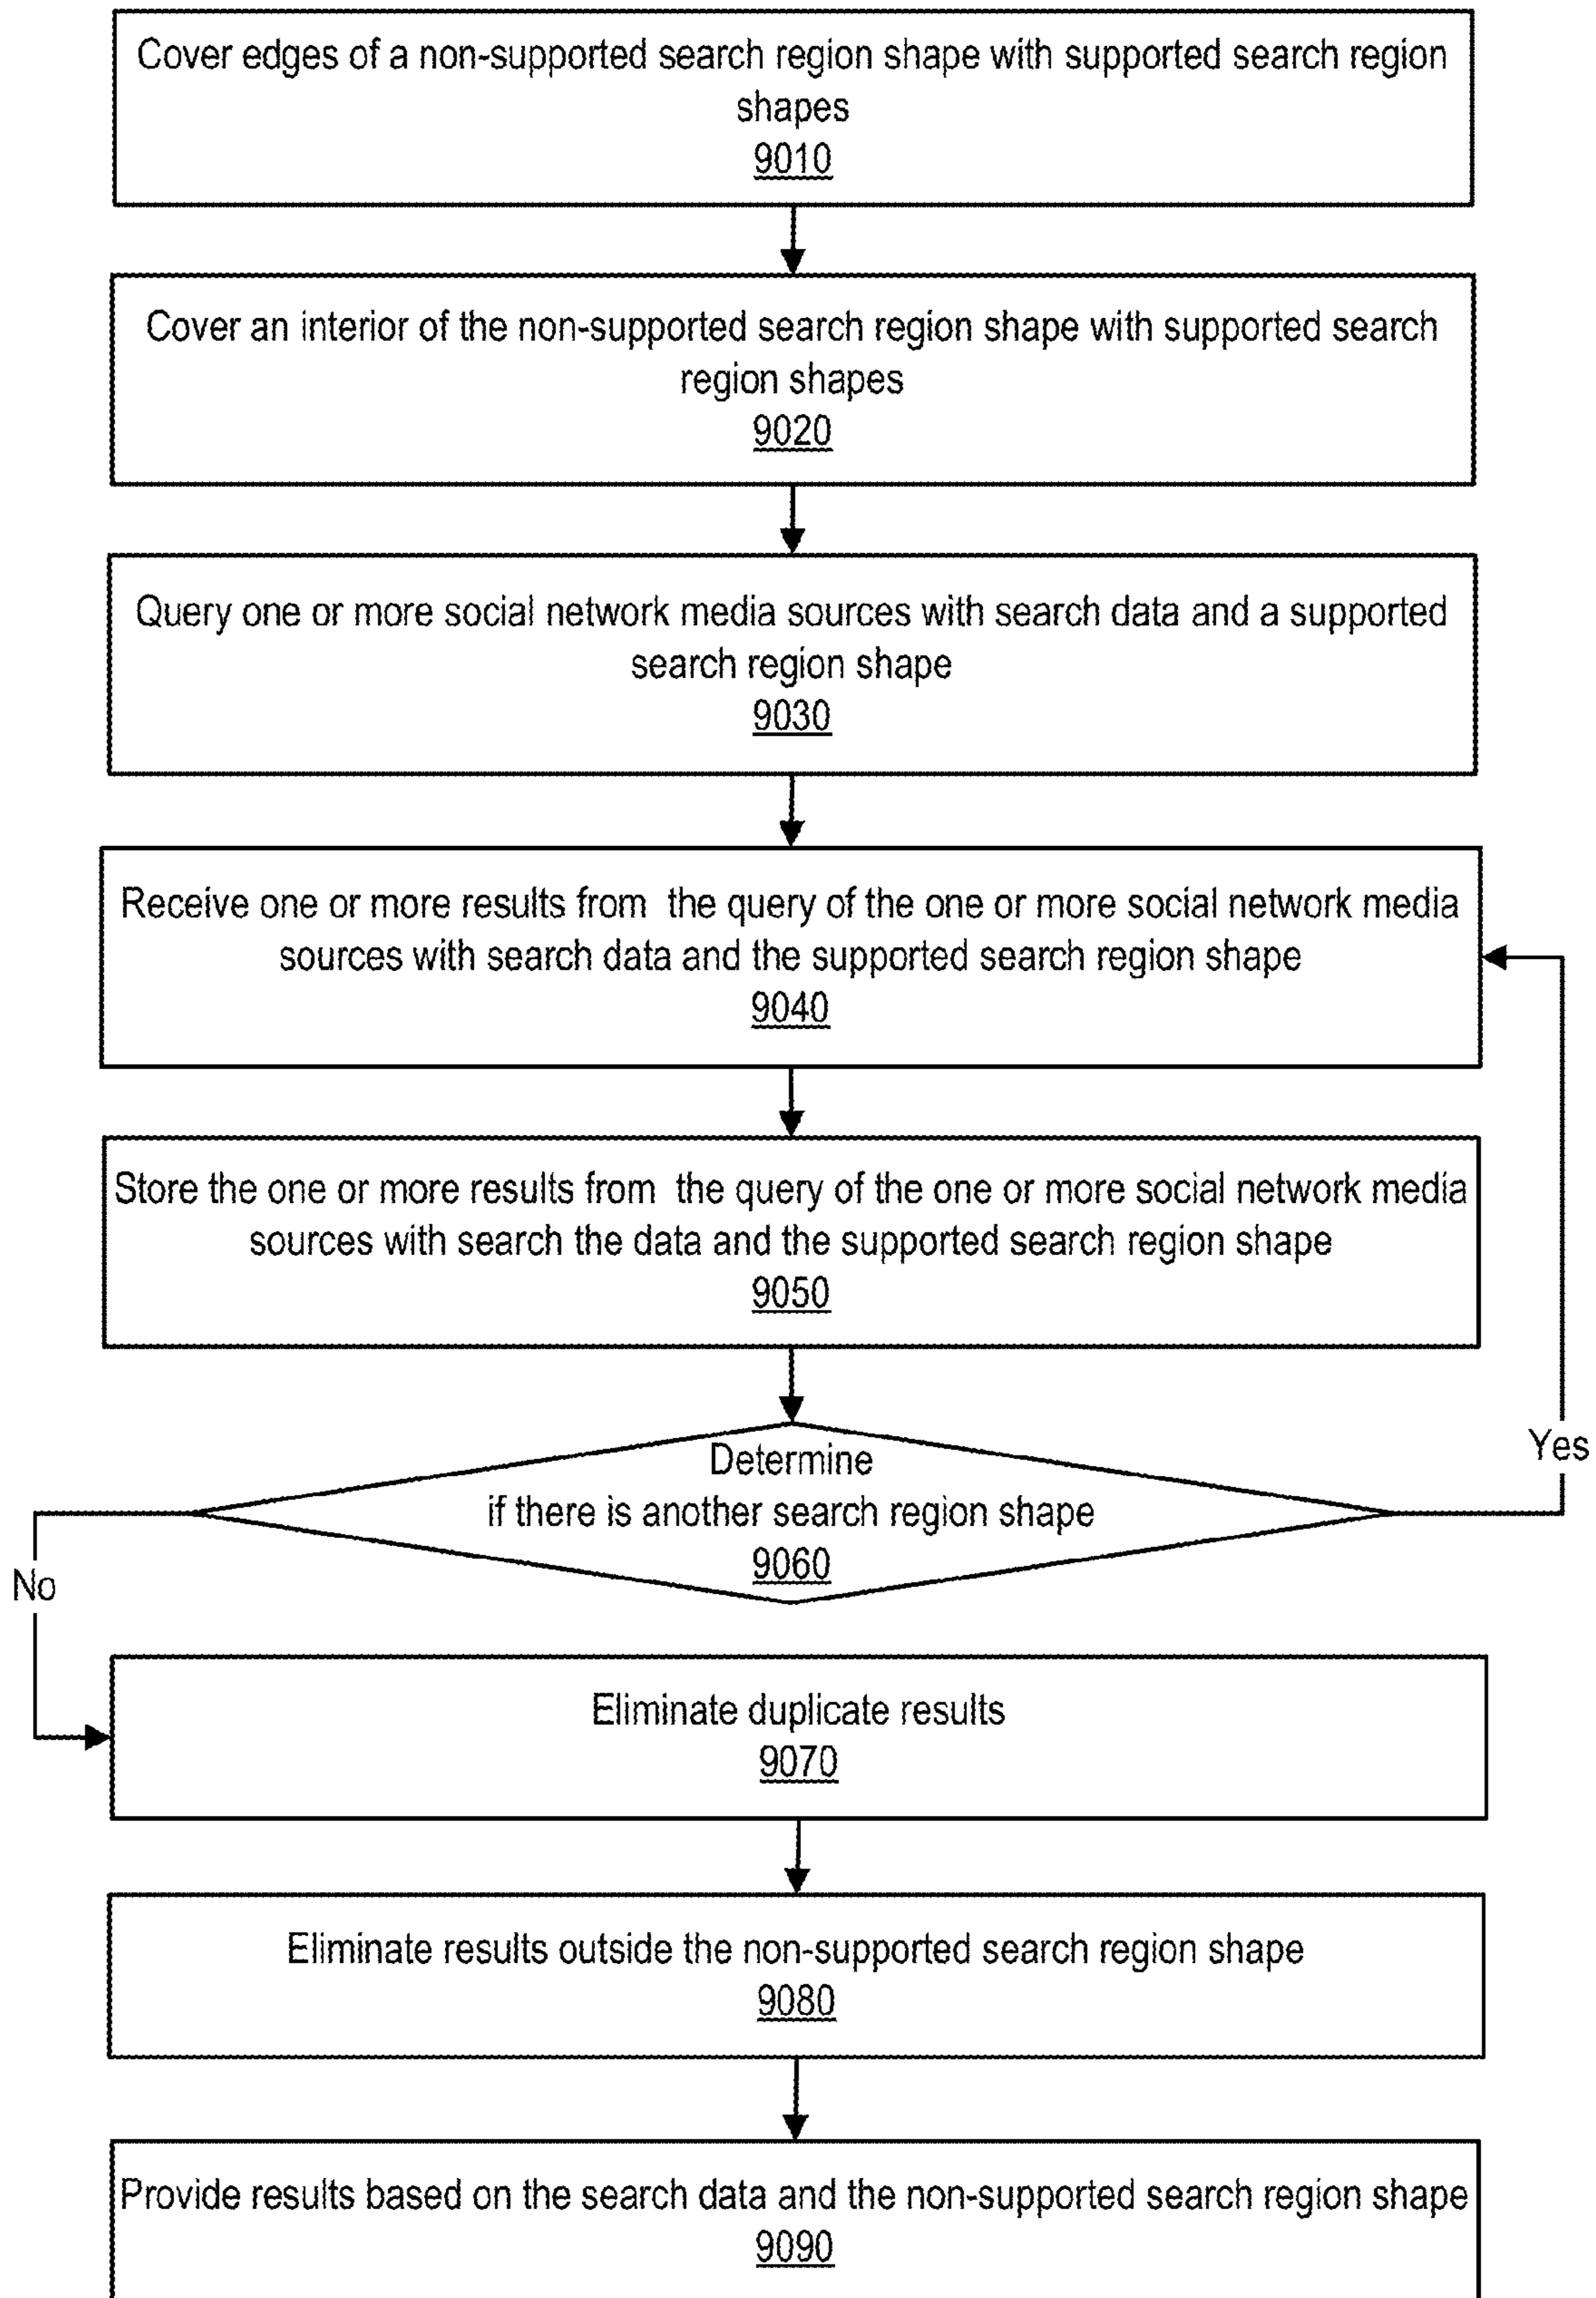 Cover edges of a non-supported search region shape with supported search region
shapes
9010
Cover an interior of the non-supported search region shape with supported search
region shapes
9020
Query one or more social network media sources with search data and a supported
search region shape
9030
Receive one or more results from the query of the one or more social network media
sources with search data and the supported search region shape
9040
Store the one or more results from the query of the one or more social network media
sources with search the data and the supported search region shape
9050
Determine
if there is another search region shape
9060
Yes
No
Eliminate duplicate results
9070
Eliminate results outside the non-supported search region shape
9080
Provide results based on the search data and the non-supported search region shape
9090